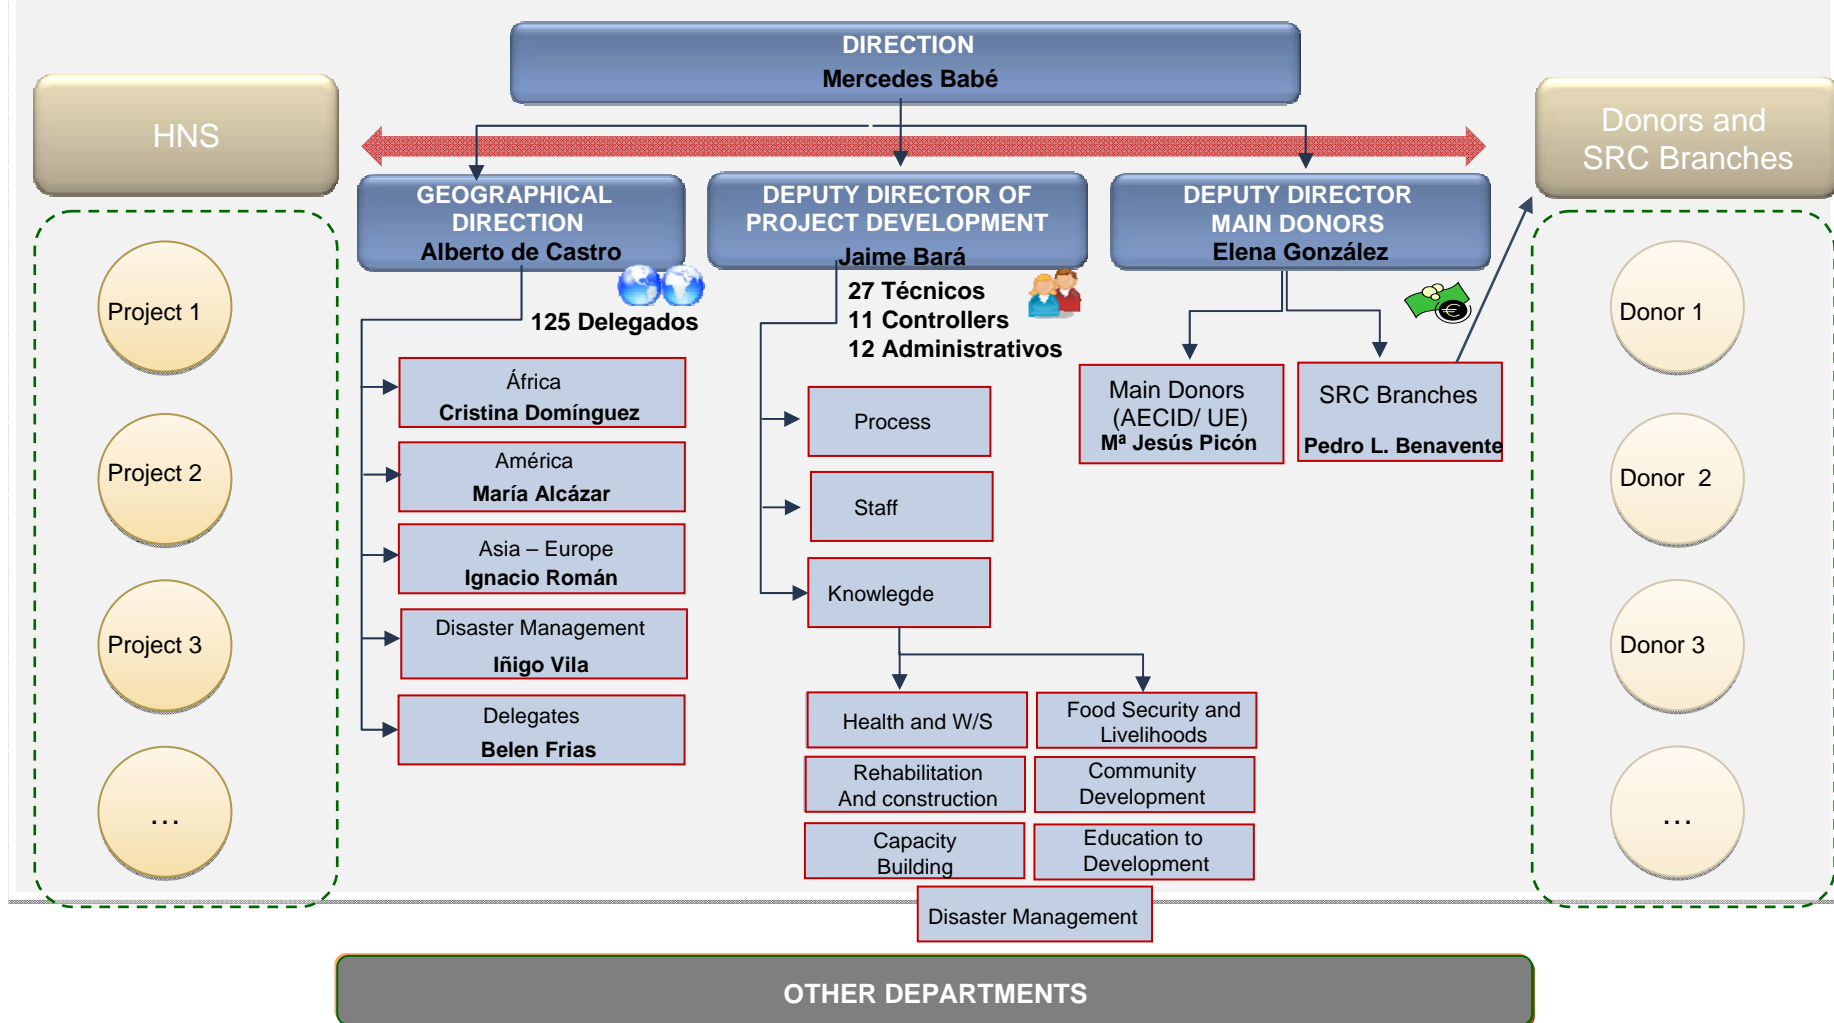 DIRECTION
Mercedes Babé
HNS
Donors and
SRC Branches
GEOGRAPHICAL
DIRECTION
Alberto de Castro
DEPUTY DIRECTOR OF
PROJECT DEVELOPMENT
Jaime Bará
DEPUTY DIRECTOR
MAIN DONORS
Elena González
125 Delegados
27 Técnicos
11 Controllers
12 Administrativos
Project 1
Project 2
Project 3
...
África
Cristina Domínguez
América
María Alcázar
Asia – Europe
Ignacio Román
Disaster Management
Iñigo Vila
Delegates
Belen Frias
Process
Staff
Knowlegde
Health and W/S
Food Security and
Livelihoods
Rehabilitation
And construction
Community
Development
Capacity
Building
Education to
Development
Disaster Management
Main Donors
(AECID/ UE)
Mª Jesús Picón
SRC Branches
Pedro L. Benavente
Donor 1
Donor 2
Donor 3
...
OTHER DEPARTMENTS